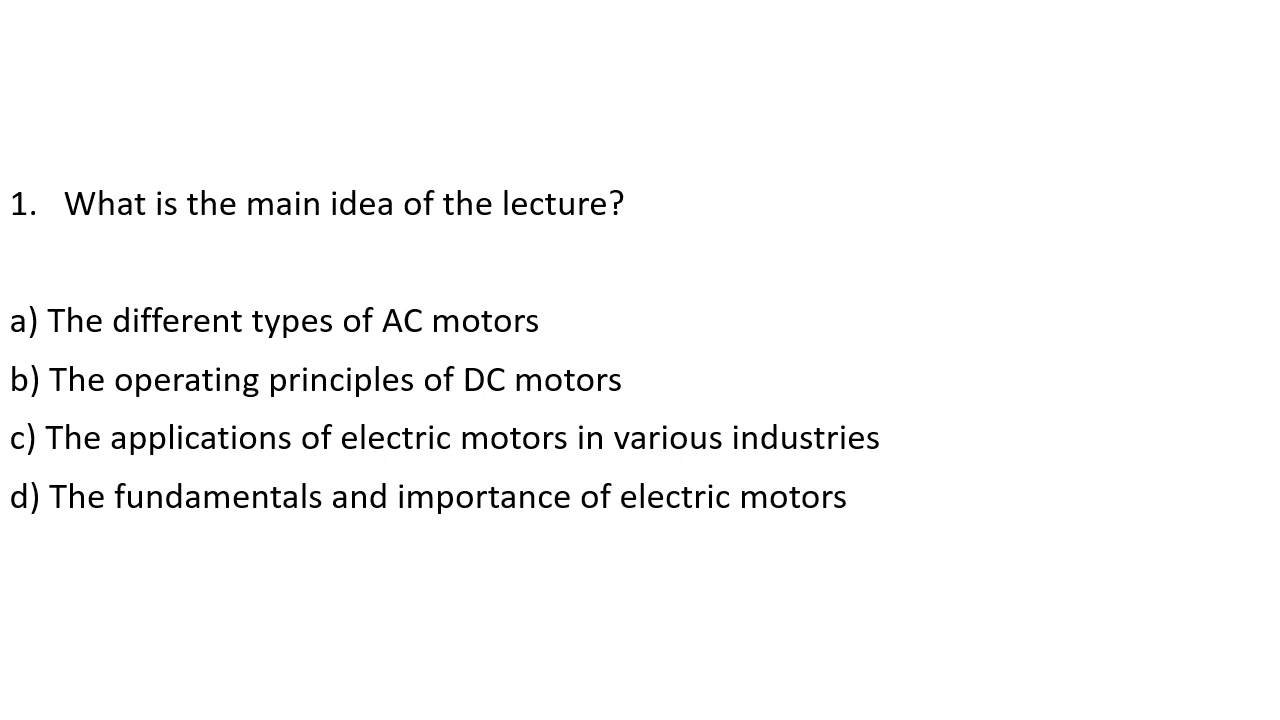 1. What is the main idea of the lecture?
a) The different types of AC motors
b) The operating principles of DC motors
c) The applications of electric motors in various industries
d) The fundamentals and importance of electric motors